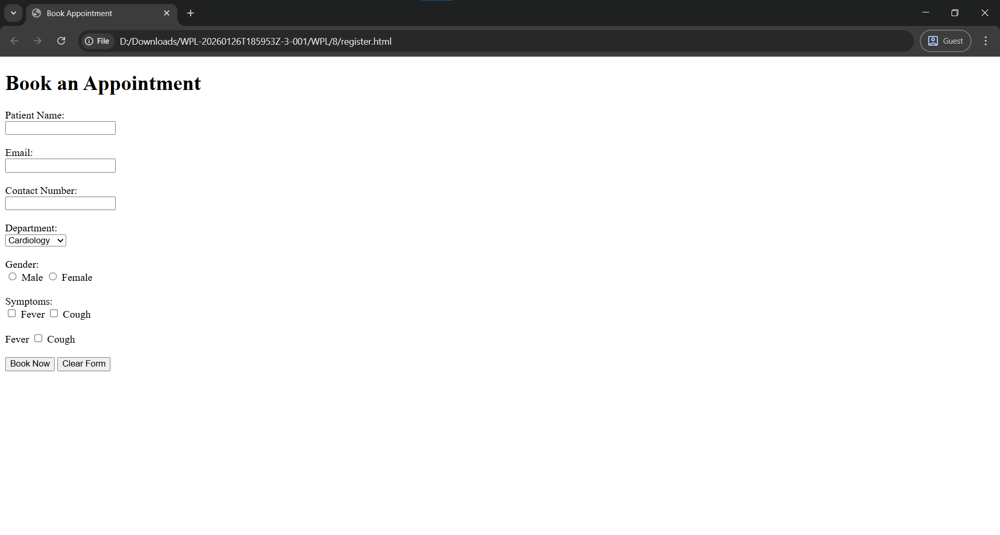 Book Appointment
File D:/Downloads/WPL-20260126T185953Z-3-001/WPL/8/register.html
Guest
Book an Appointment
Patient Name:
Email:
Contact Number:
Department:
Cardiology
Gender:
Male Female
Symptoms:
Fever Cough
Fever Cough
Book Now Clear Form